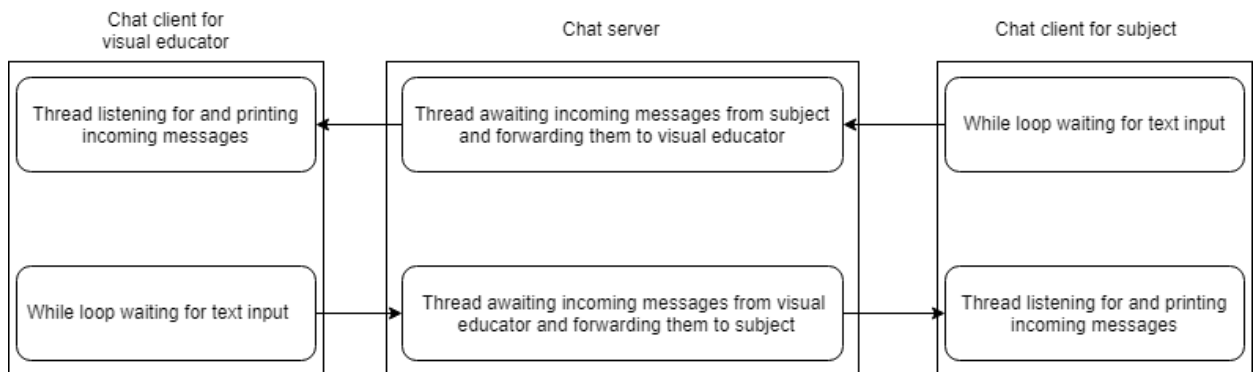 Chat client for
visual educator
Chat server
Chat client for subject
Thread listening for and printing
incoming messages
Thread awaiting incoming messages from subject
and forwarding them to visual educator
While loop waiting for text input
While loop waiting for text input
Thread awaiting incoming messages from visual
educator and forwarding them to subject
Thread listening for and printing
incoming messages